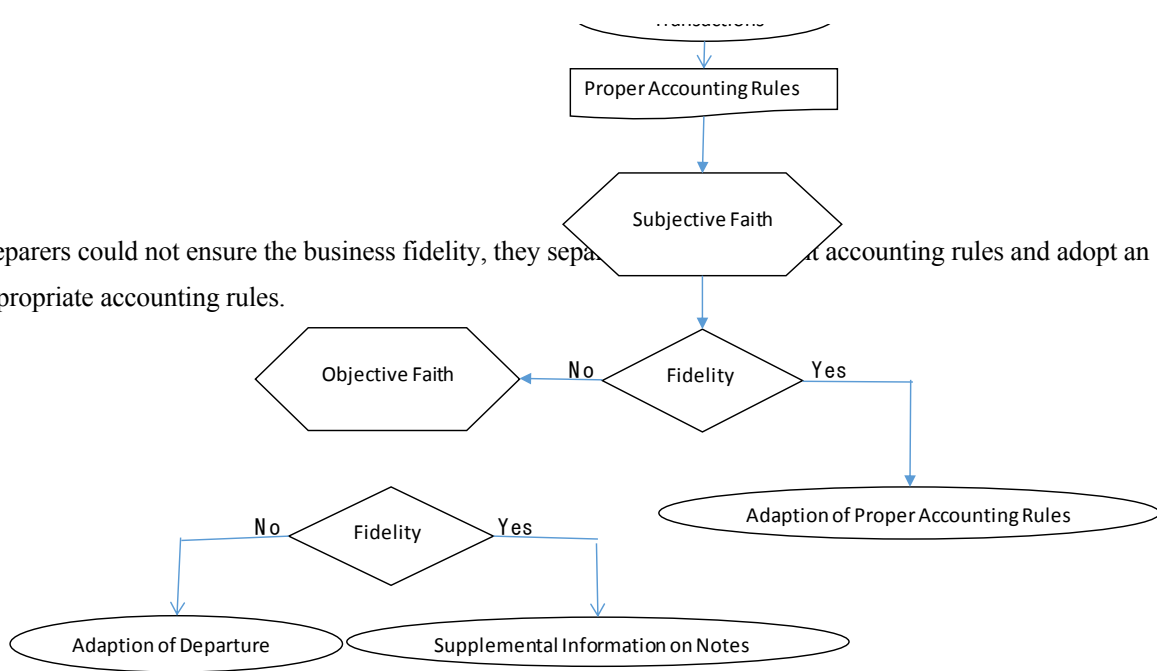 Transactions
Proper Accounting Rules
Subjective Faith
eparers could not ensure the business fidelity, they accounting rules and adopt an
propriate accounting rules.
Objective Faith
No
Fidelity
Yes
Adaption of Proper Accounting Rules
No
Fidelity
Yes
Adaption of Departure
Supplemental Information on Notes